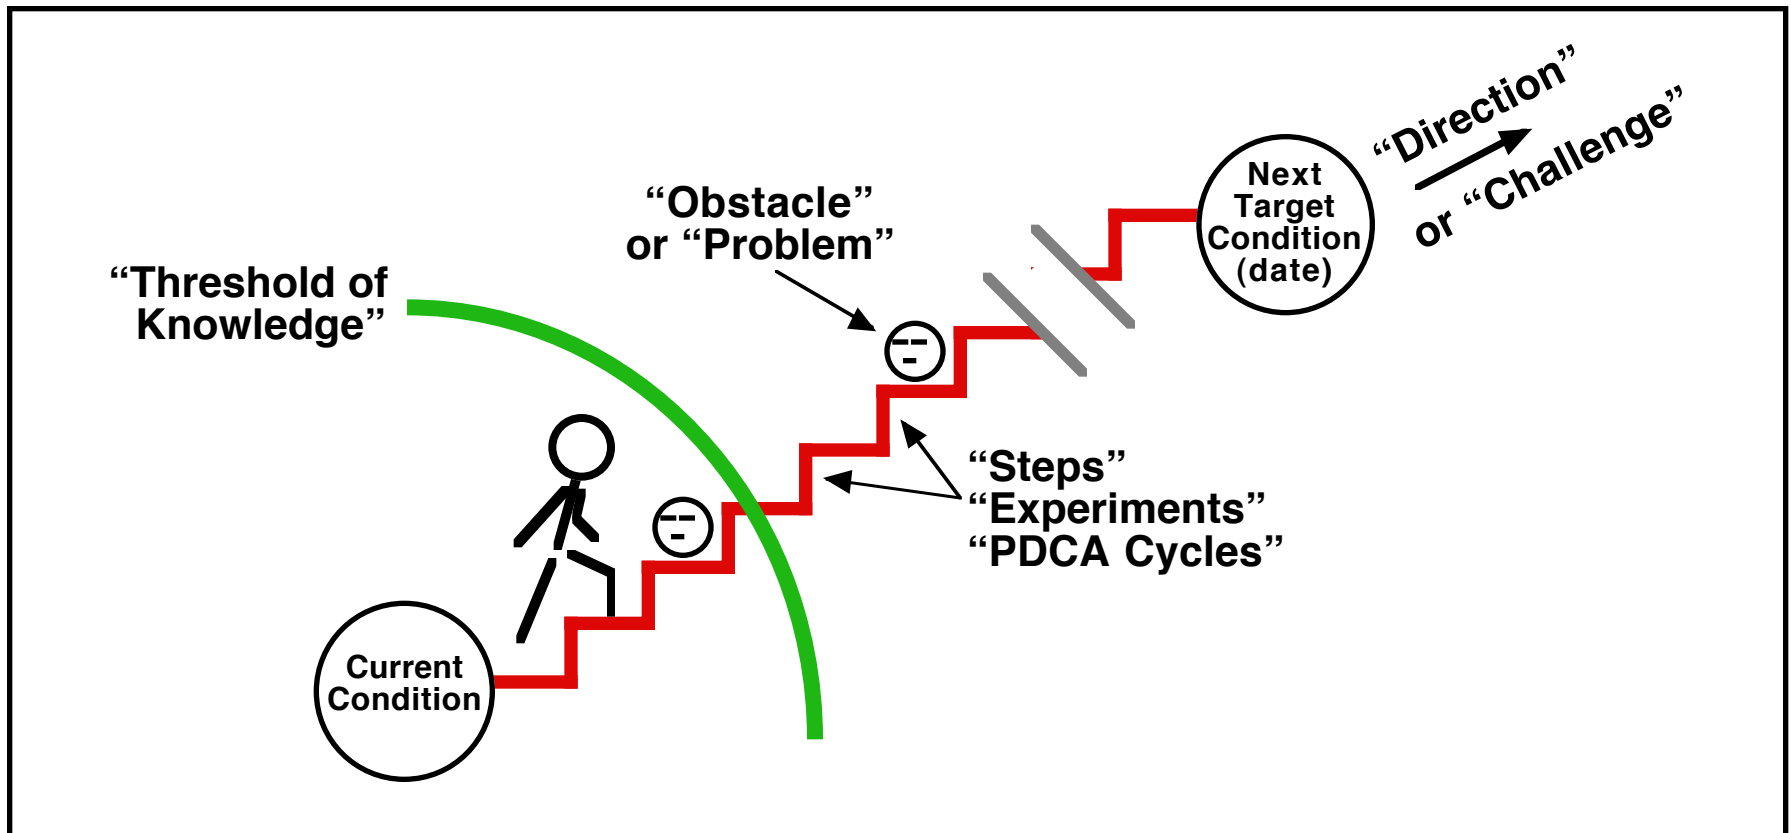 “Direction”
or “Challenge”
Next
Target
Condition
(date)
“Obstacle”
or “Problem”
“Threshold of
Knowledge”
“Steps”
“Experiments”
“PDCA Cycles”
Current
Condition